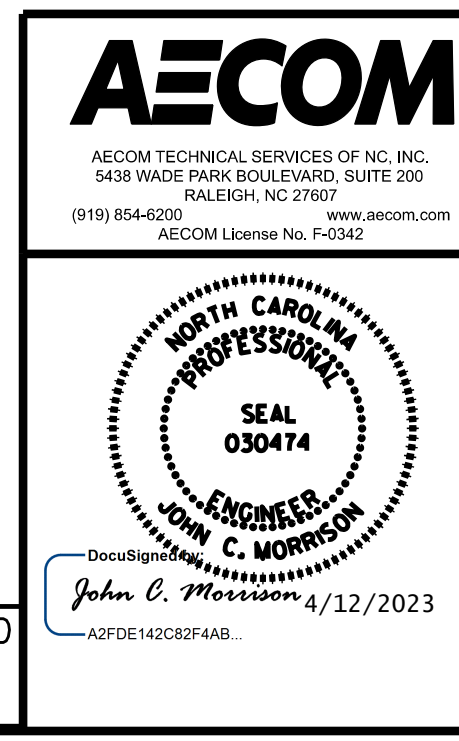 AECOM
AECOM TECHNICAL SERVICES OF NC, INC.
5438 WADE PARK BOULEVARD, SUITE 200
RALEIGH, NC 27607
(919) 854-6200 www.aecom.com
AECOM License No. F-0342
NORTH CAROLINA
PROFESSIONAL
SEAL
030474
ENGINEER
JOHN C. MORRISON
DocuSigned by:
John C. Morrison 4/12/2023
A2FDE142C82F4AB...